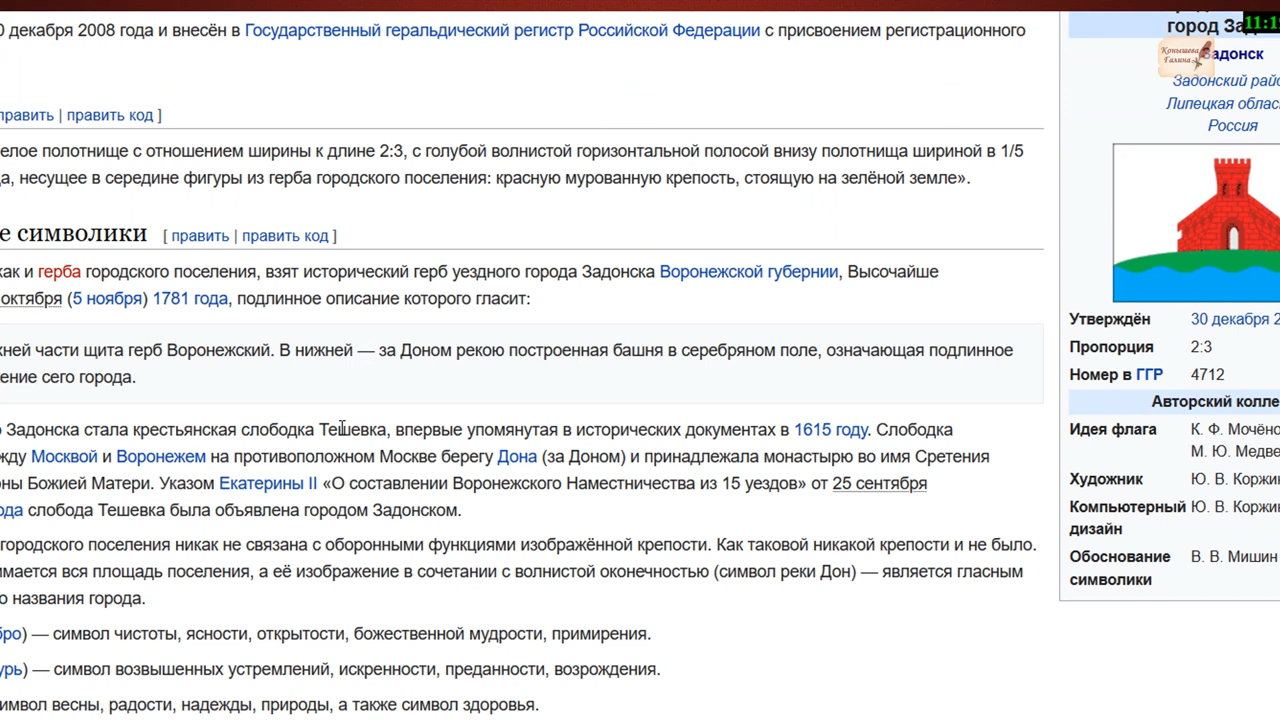 0 декабря 2008 года и внесён в Государственный геральдический регистр Российской Федерации с присвоением регистрационного
править | править код ]
елое полотнище с отношением ширины к длине 2:3, с голубой волнистой горизонтальной полосой внизу полотнища шириной в 1/5
а, несущее в середине фигуры из герба городского поселения: красную мурованную крепость, стоящую на зелёной земле».
е символики [ править | править код ]
как и герба городского поселения, взят исторический герб уездного города Задонска Воронежской губернии, Высочайше
октября (5 ноября) 1781 года, подлинное описание которого гласит:
хней части щита герб Воронежский. В нижней — за Доном рекою построенная башня в серебряном поле, означающая подлинное
ение сего города.
Задонска стала крестьянская слободка Тешевка, впервые упомянутая в исторических документах в 1615 году. Слободка
жду Москвой и Воронежем на противоположном Москве берегу Дона (за Доном) и принадлежала монастырю во имя Сретения
ны Божией Матери. Указом Екатерины II «О составлении Воронежского Наместничества из 15 уездов» от 25 сентября
ода слобода Тешевка была объявлена городом Задонском.
городского поселения никак не связана с оборонными функциями изображённой крепости. Как таковой никакой крепости и не было.
имается вся площадь поселения, а её изображение в сочетании с волнистой оконечностью (символ реки Дон) — является гласным
о названия города.
бро) — символ чистоты, ясности, открытости, божественной мудрости, примирения.
урь) — символ возвышенных устремлений, искренности, преданности, возрождения.
имвол весны, радости, надежды, природы, а также символ здоровья.
город За
11:1
Конышева
Галина
адонск
Задонский рай
Липецкая облас
Россия
Утверждён 30 декабря 2
Пропорция 2:3
Номер в ГГР 4712
Авторский колле
Идея флага К. Ф. Мочёно
М. Ю. Медве
Художник Ю. В. Коржи
Компьютерный Ю. В. Коржи
дизайн
Обоснование В. В. Мишин
символики